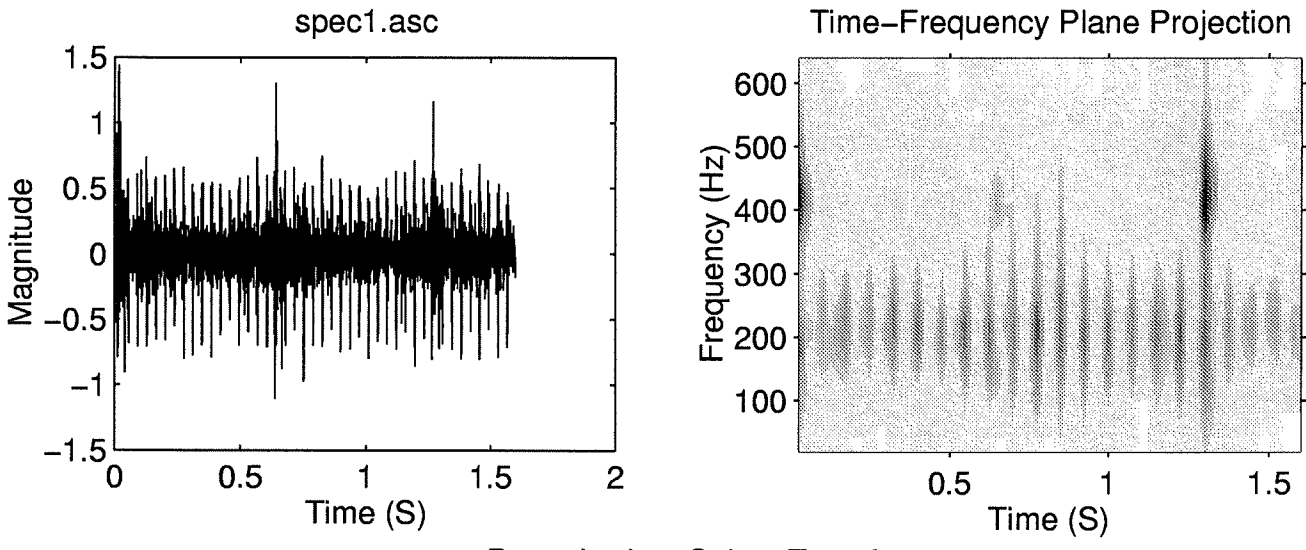 spec1.asc
1.5
1
0.5
0
−0.5
−1
−1.5
Magnitude
0 0.5 1 1.5 2
Time (S)
Time−Frequency Plane Projection
600
500
400
300
200
100
Frequency (Hz)
0.5 1 1.5
Time (S)